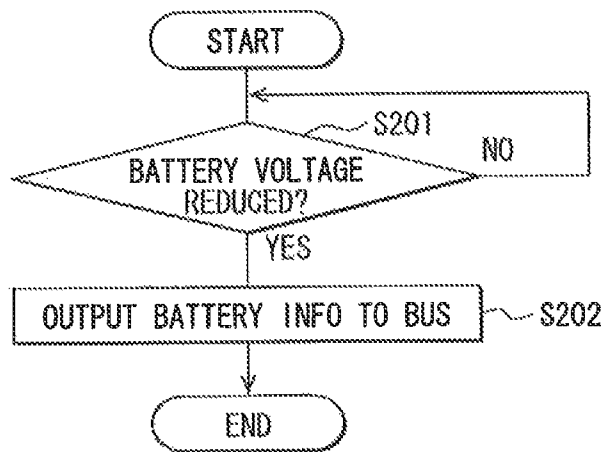 START
S201
NO
BATTERY VOLTAGE
REDUCED?
YES
OUTPUT BATTERY INFO TO BUS
S202
END